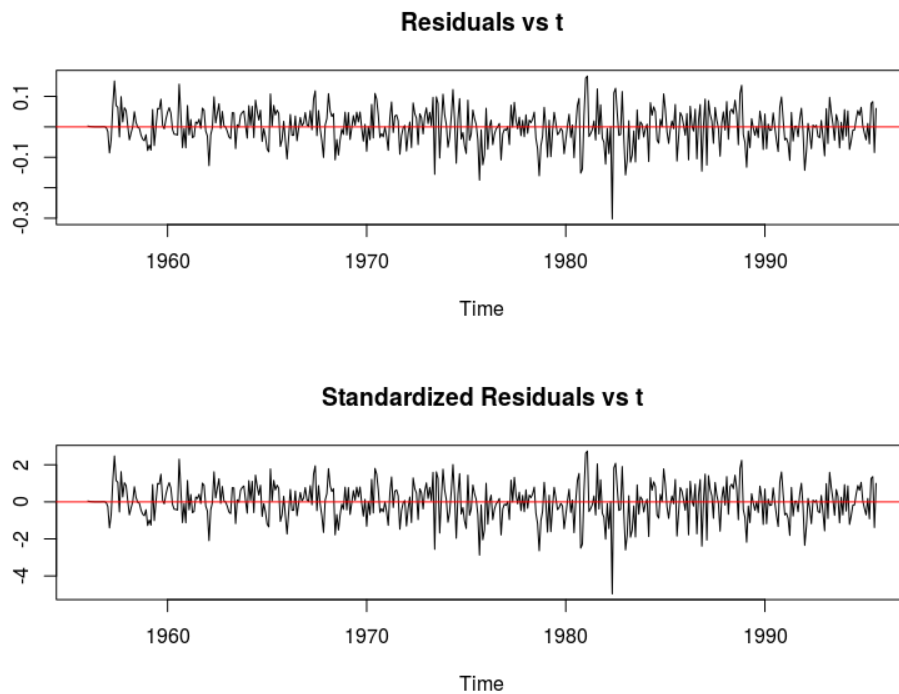 Residuals vs t
0.1
-0.1
-0.3
1960 1970 1980 1990
Time
Standardized Residuals vs t
2
0
-2
-4
1960 1970 1980 1990
Time